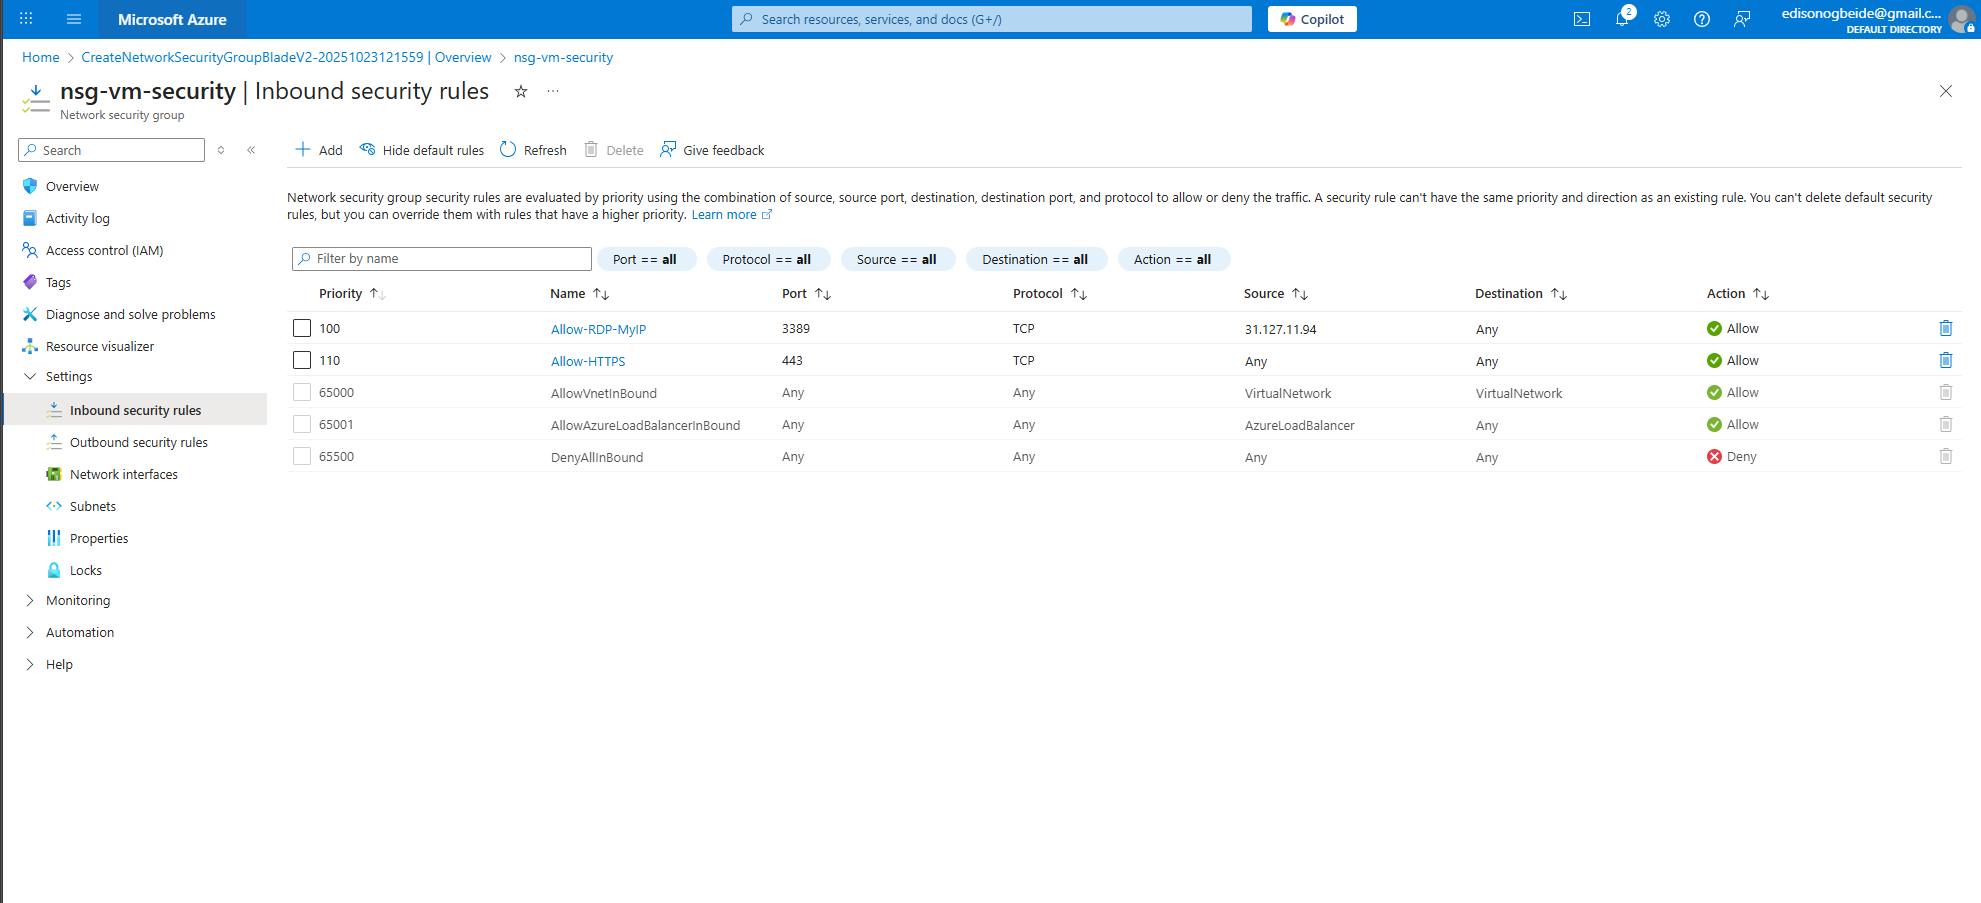 Microsoft Azure
Search resources, services, and docs (G+/)
Copilot
2
edisonogbeide@gmail.c...
DEFAULT DIRECTORY
Home > CreateNetworkSecurityGroupBladeV2-20251023121559 | Overview > nsg-vm-security
nsg-vm-security | Inbound security rules
Network security group
Search
Add Hide default rules Refresh Delete Give feedback
Overview
Activity log
Access control (IAM)
Tags
Diagnose and solve problems
Resource visualizer
Settings
Inbound security rules
Outbound security rules
Network interfaces
Subnets
Properties
Locks
Monitoring
Automation
Help
Network security group security rules are evaluated by priority using the combination of source, source port, destination, destination port, and protocol to allow or deny the traffic. A security rule can't have the same priority and direction as an existing rule. You can't delete default security
rules, but you can override them with rules that have a higher priority. Learn more
Filter by name
Port == all Protocol == all Source == all Destination == all Action == all
Priority Name Port Protocol Source Destination Action
100 Allow-RDP-MyIP 3389 TCP 31.127.11.94 Any Allow
110 Allow-HTTPS 443 TCP Any Any Allow
65000 AllowVnetInBound Any Any VirtualNetwork VirtualNetwork Allow
65001 AllowAzureLoadBalancerInBound Any Any AzureLoadBalancer Any Allow
65500 DenyAllInBound Any Any Any Any Deny